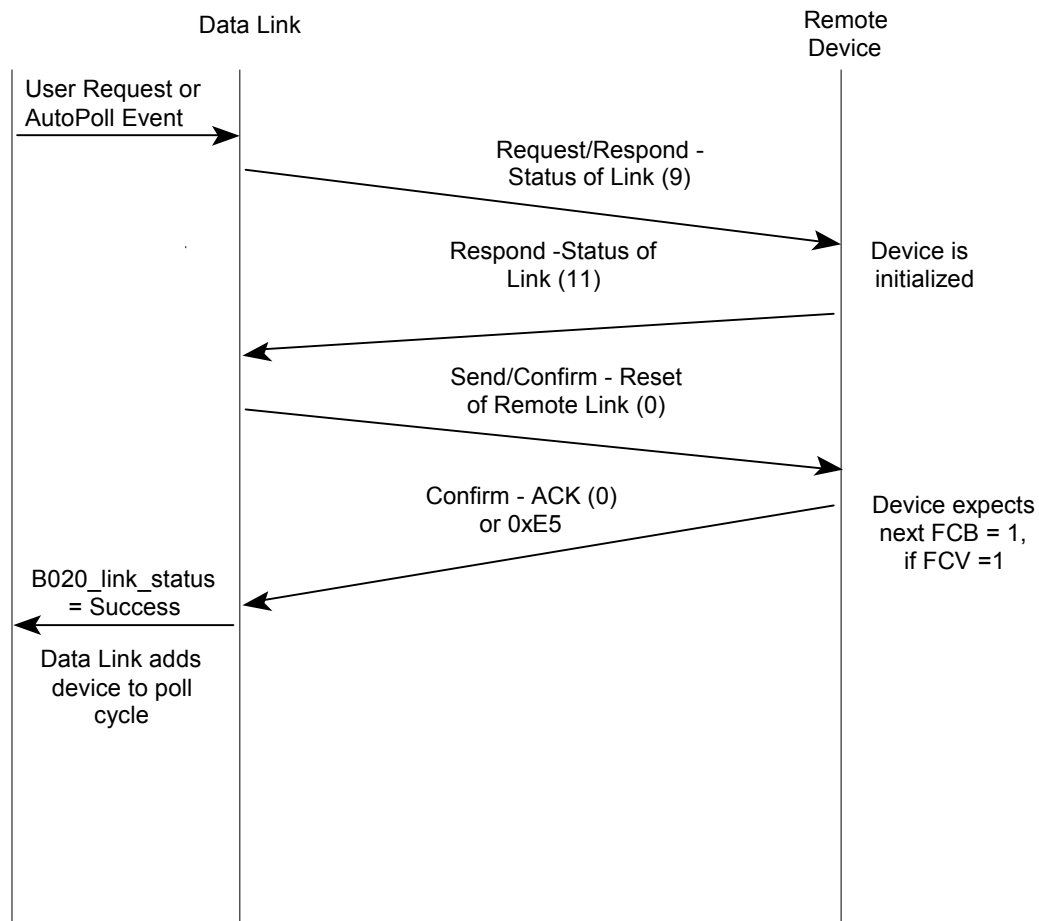 Data Link
Remote
Device
User Request or
AutoPoll Event
Request/Respond -
Status of Link (9)
Respond -Status of
Link (11)
Device is
initialized
Send/Confirm - Reset
of Remote Link (0)
Confirm - ACK (0)
or 0xE5
Device expects
next FCB = 1,
if FCV =1
B020_link_status
= Success
Data Link adds
device to poll
cycle